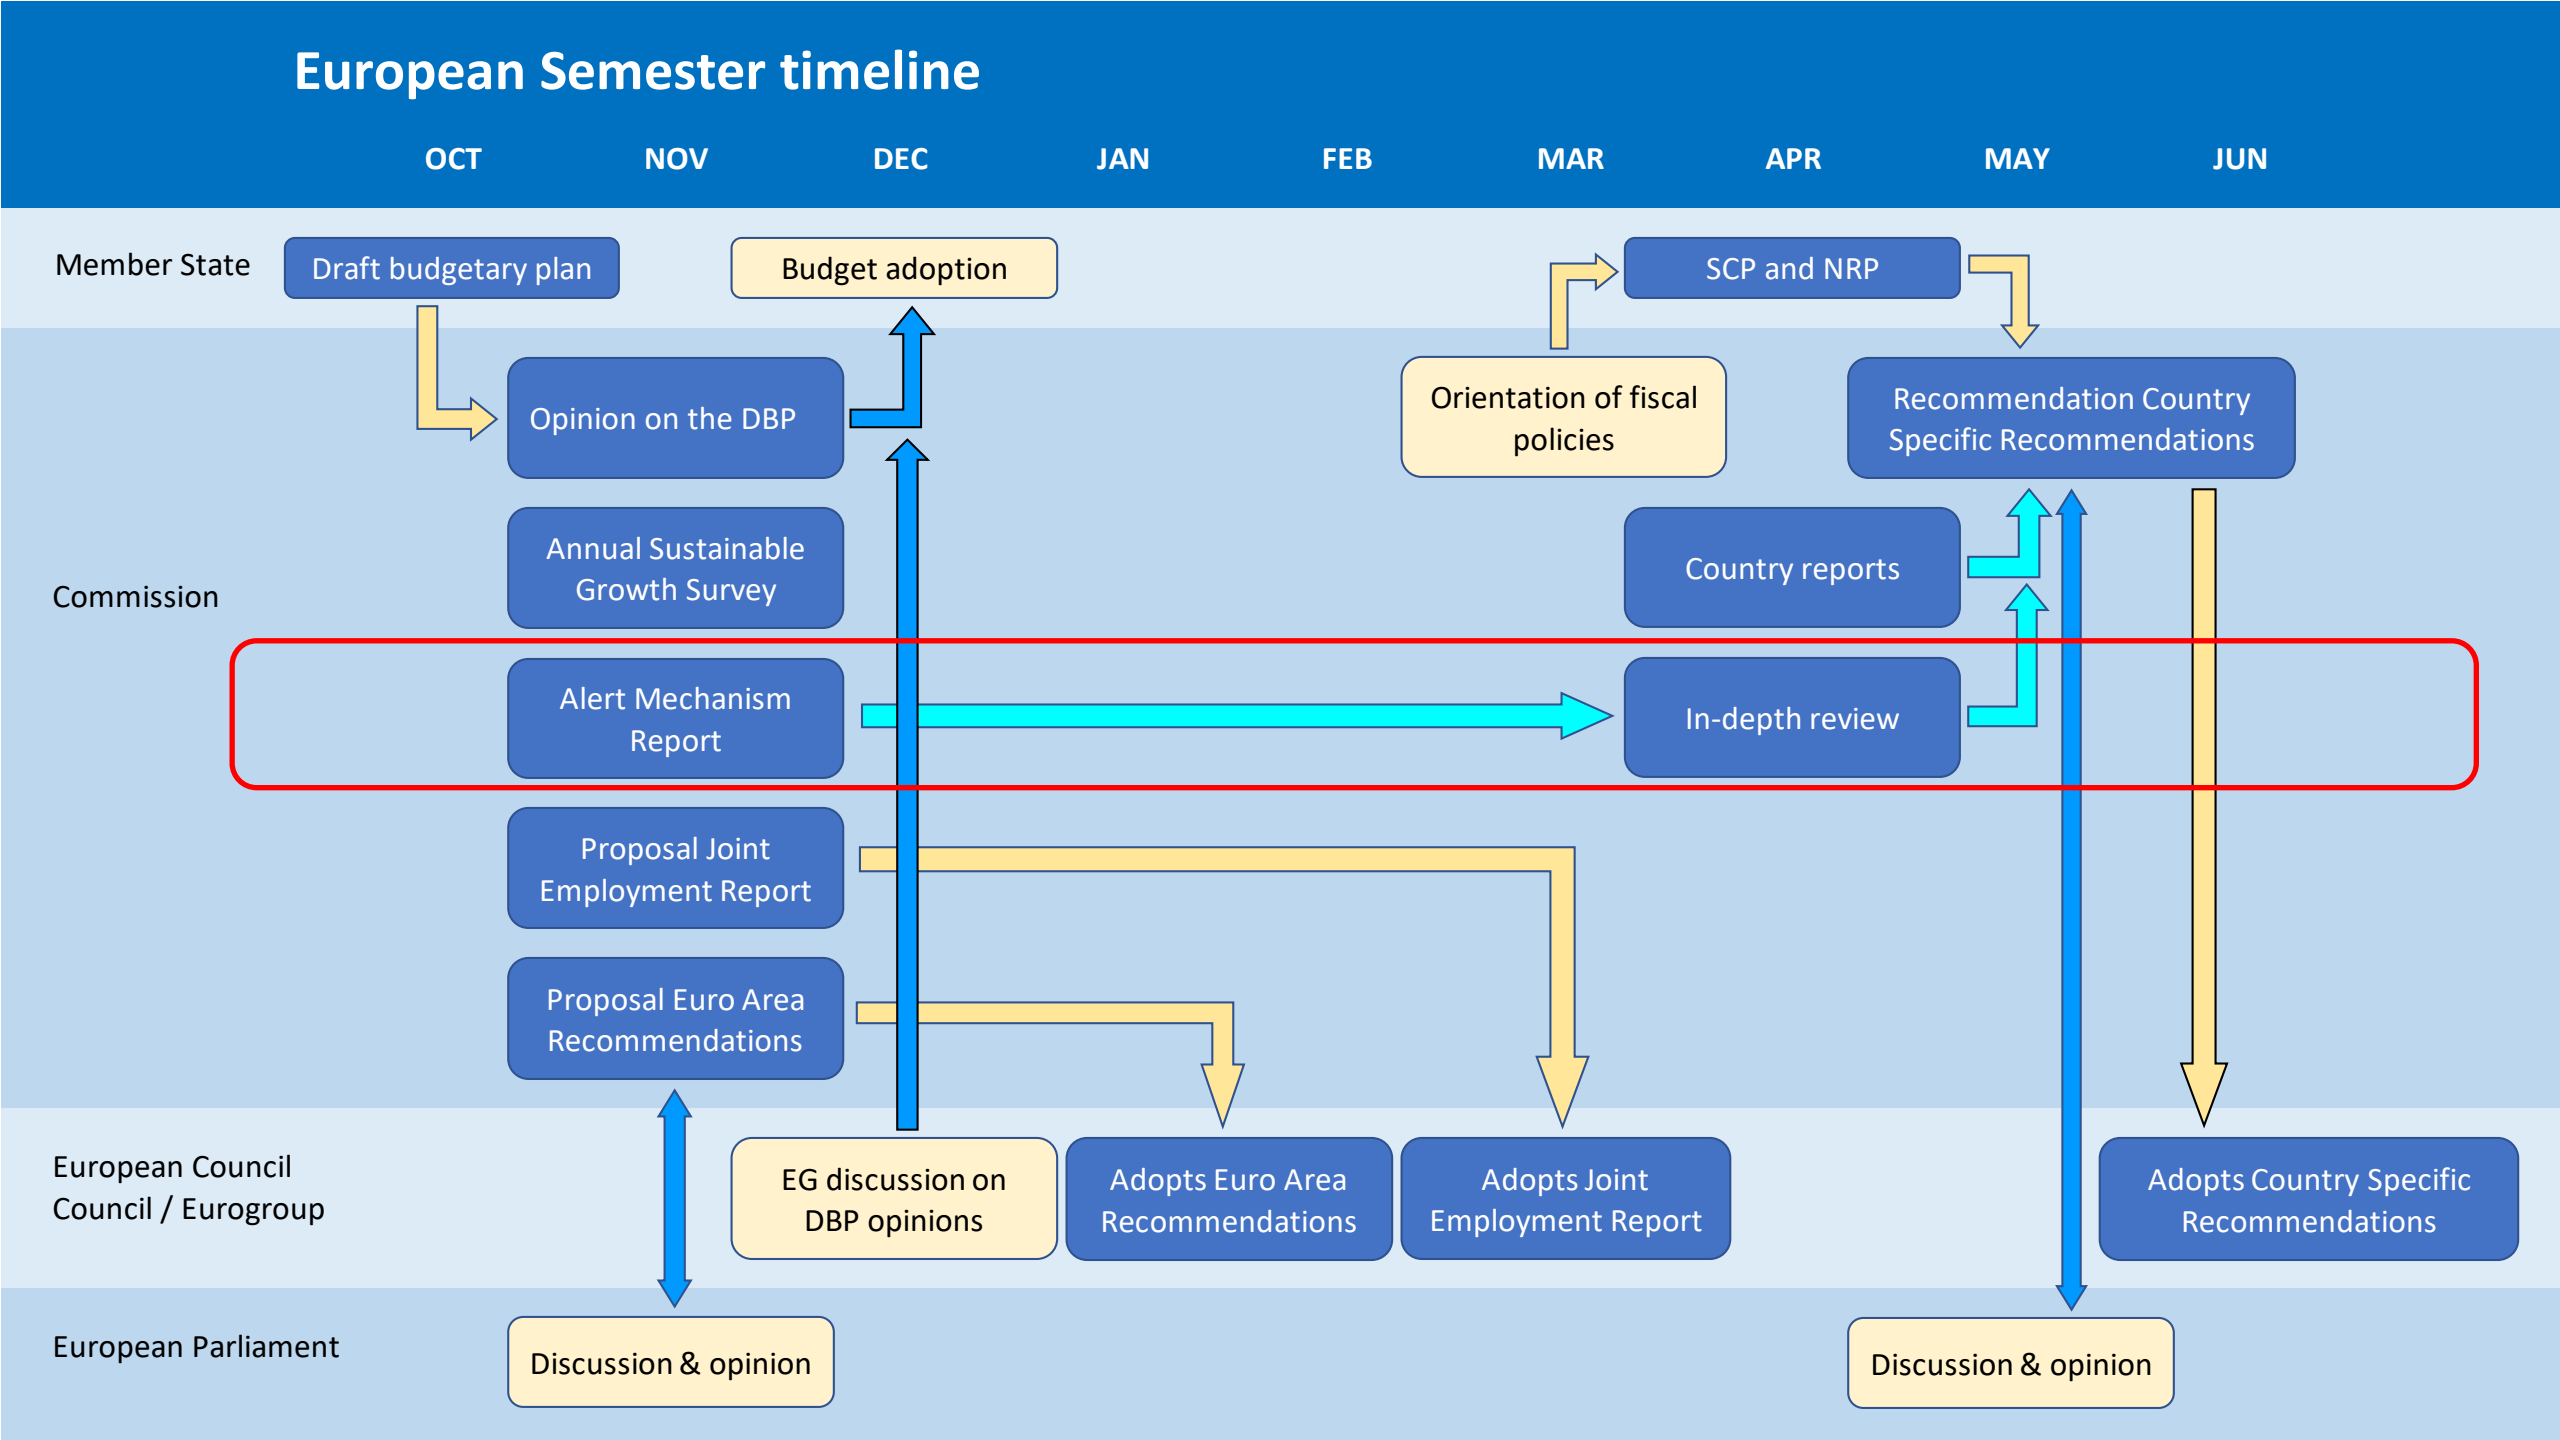 European Semester timeline
OCT NOV DEC JAN FEB MAR APR MAY JUN
Member State
Draft budgetary plan
Budget adoption
SCP and NRP
Commission
Opinion on the DBP
Orientation of fiscal
policies
Recommendation Country
Specific Recommendations
Annual Sustainable
Growth Survey
Country reports
Alert Mechanism
Report
In-depth review
Proposal Joint
Employment Report
Proposal Euro Area
Recommendations
European Council
Council / Eurogroup
EG discussion on
DBP opinions
Adopts Euro Area
Recommendations
Adopts Joint
Employment Report
Adopts Country Specific
Recommendations
European Parliament
Discussion & opinion
Discussion & opinion